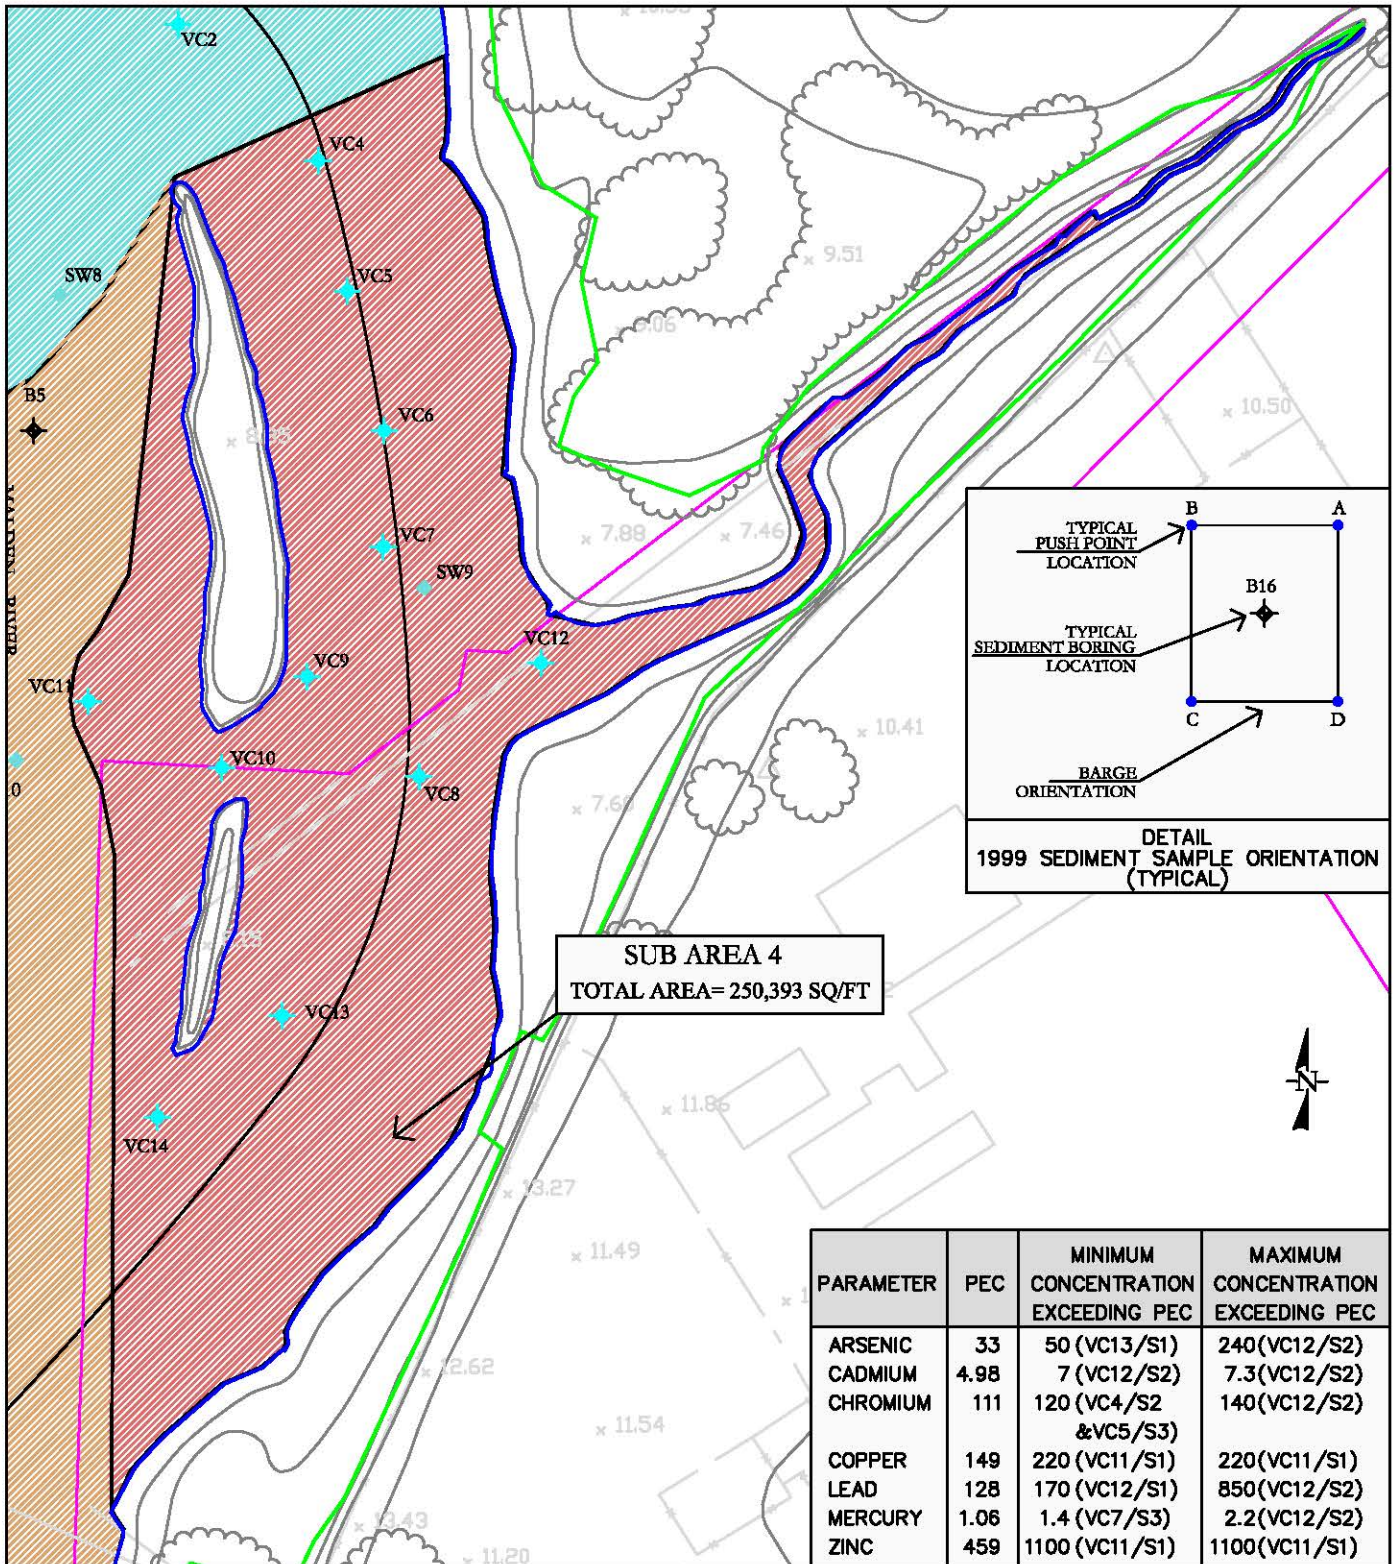 VC2
VC4
9.51
SW8
VC5
9.06
B5
VC6
10.50
VC7
7.88
7.46
SW9
VC12
VC9
VC11
VC10
VC8
10.41
7.60
MALDEN RIVER
B
A
TYPICAL
PUSH POINT
LOCATION
B16
TYPICAL
SEDIMENT BORING
LOCATION
C
D
BARGE
ORIENTATION
DETAIL
1999 SEDIMENT SAMPLE ORIENTATION
(TYPICAL)
SUB AREA 4
TOTAL AREA= 250,393 SQ/FT
VC13
N
11.86
VC14
13.27
11.49
12.62
11.54
13.43
11.20
PARAMETER PEC MINIMUM CONCENTRATION EXCEEDING PEC MAXIMUM CONCENTRATION EXCEEDING PEC
ARSENIC 33 50 (VC13/S1) 240(VC12/S2)
CADMIUM 4.98 7 (VC12/S2) 7.3(VC12/S2)
CHROMIUM 111 120 (VC4/S2 &VC5/S3) 140(VC12/S2)
COPPER 149 220 (VC11/S1) 220(VC11/S1)
LEAD 128 170 (VC12/S1) 850(VC12/S2)
MERCURY 1.06 1.4 (VC7/S3) 2.2(VC12/S2)
ZINC 459 1100 (VC11/S1) 1100(VC11/S1)